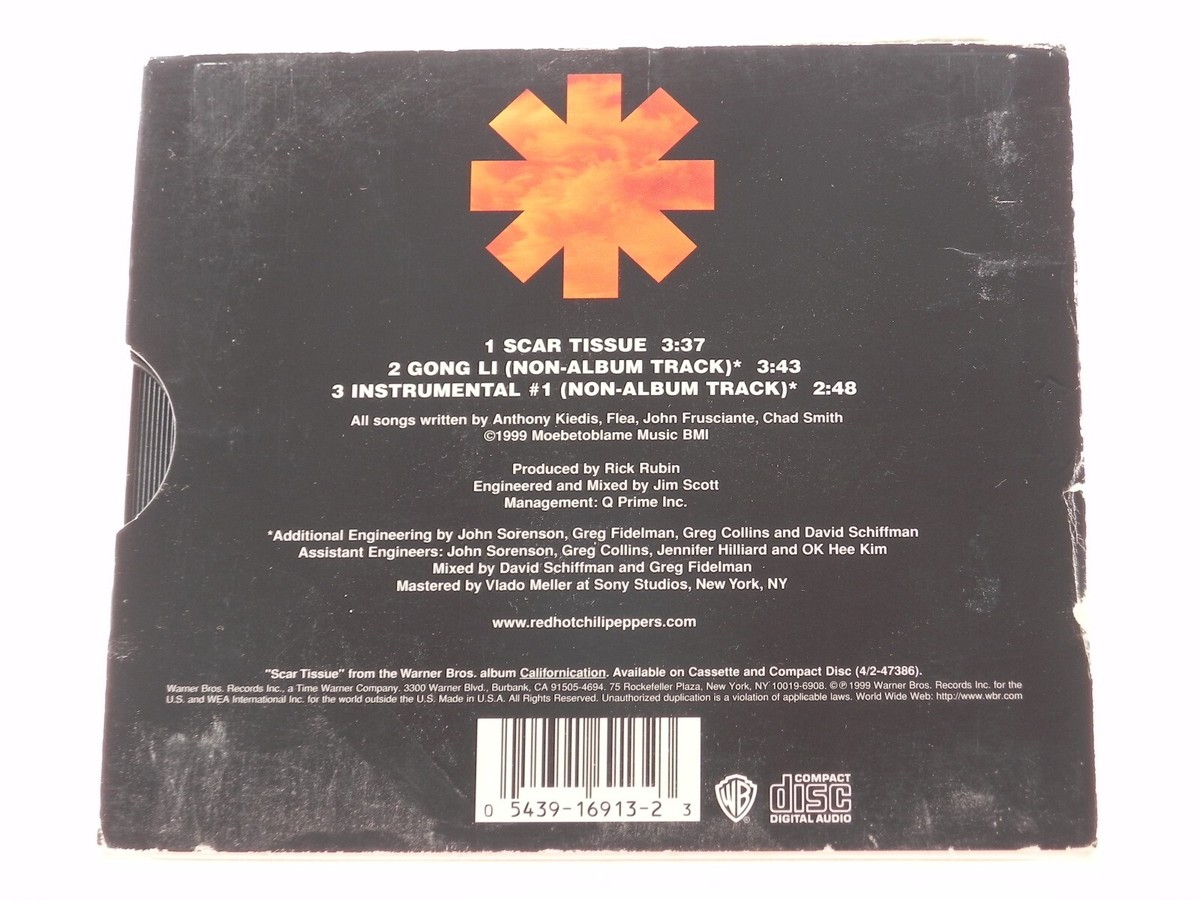 1 SCAR TISSUE 3:37
2 GONG LI (NON-ALBUM TRACK)* 3:43
3 INSTRUMENTAL #1 (NON-ALBUM TRACK)* 2:48
All songs written by Anthony Kiedis, Flea, John Frusciante, Chad Smith
©1999 Moebetoblame Music BMI
Produced by Rick Rubin
Engineered and Mixed by Jim Scott
Management: Q Prime Inc.
*Additional Engineering by John Sorenson, Greg Fidelman, Greg Collins and David Schiffman
Assistant Engineers: John Sorenson, Greg Collins, Jennifer Hilliard and OK Hee Kim
Mixed by David Schiffman and Greg Fidelman
Mastered by Vlado Meller at Sony Studios, New York, NY
www.redhotchilipeppers.com
"Scar Tissue" from the Warner Bros. album Californication. Available on Cassette and Compact Disc (4/2-47386).
Warner Bros. Records Inc., a Time Warner Company. 3300 Warner Blvd., Burbank, CA 91505-4694. 75 Rockefeller Plaza, New York, NY 10019-6908. ©℗ 1999 Warner Bros. Records Inc. for the
U.S. and WEA International Inc. for the world outside the U.S. Made in U.S.A. All Rights Reserved. Unauthorized duplication is a violation of applicable laws. World Wide Web: http://www.wbr.com
0 5439-16913-2 3
WB ®
COMPACT
disc
DIGITAL AUDIO